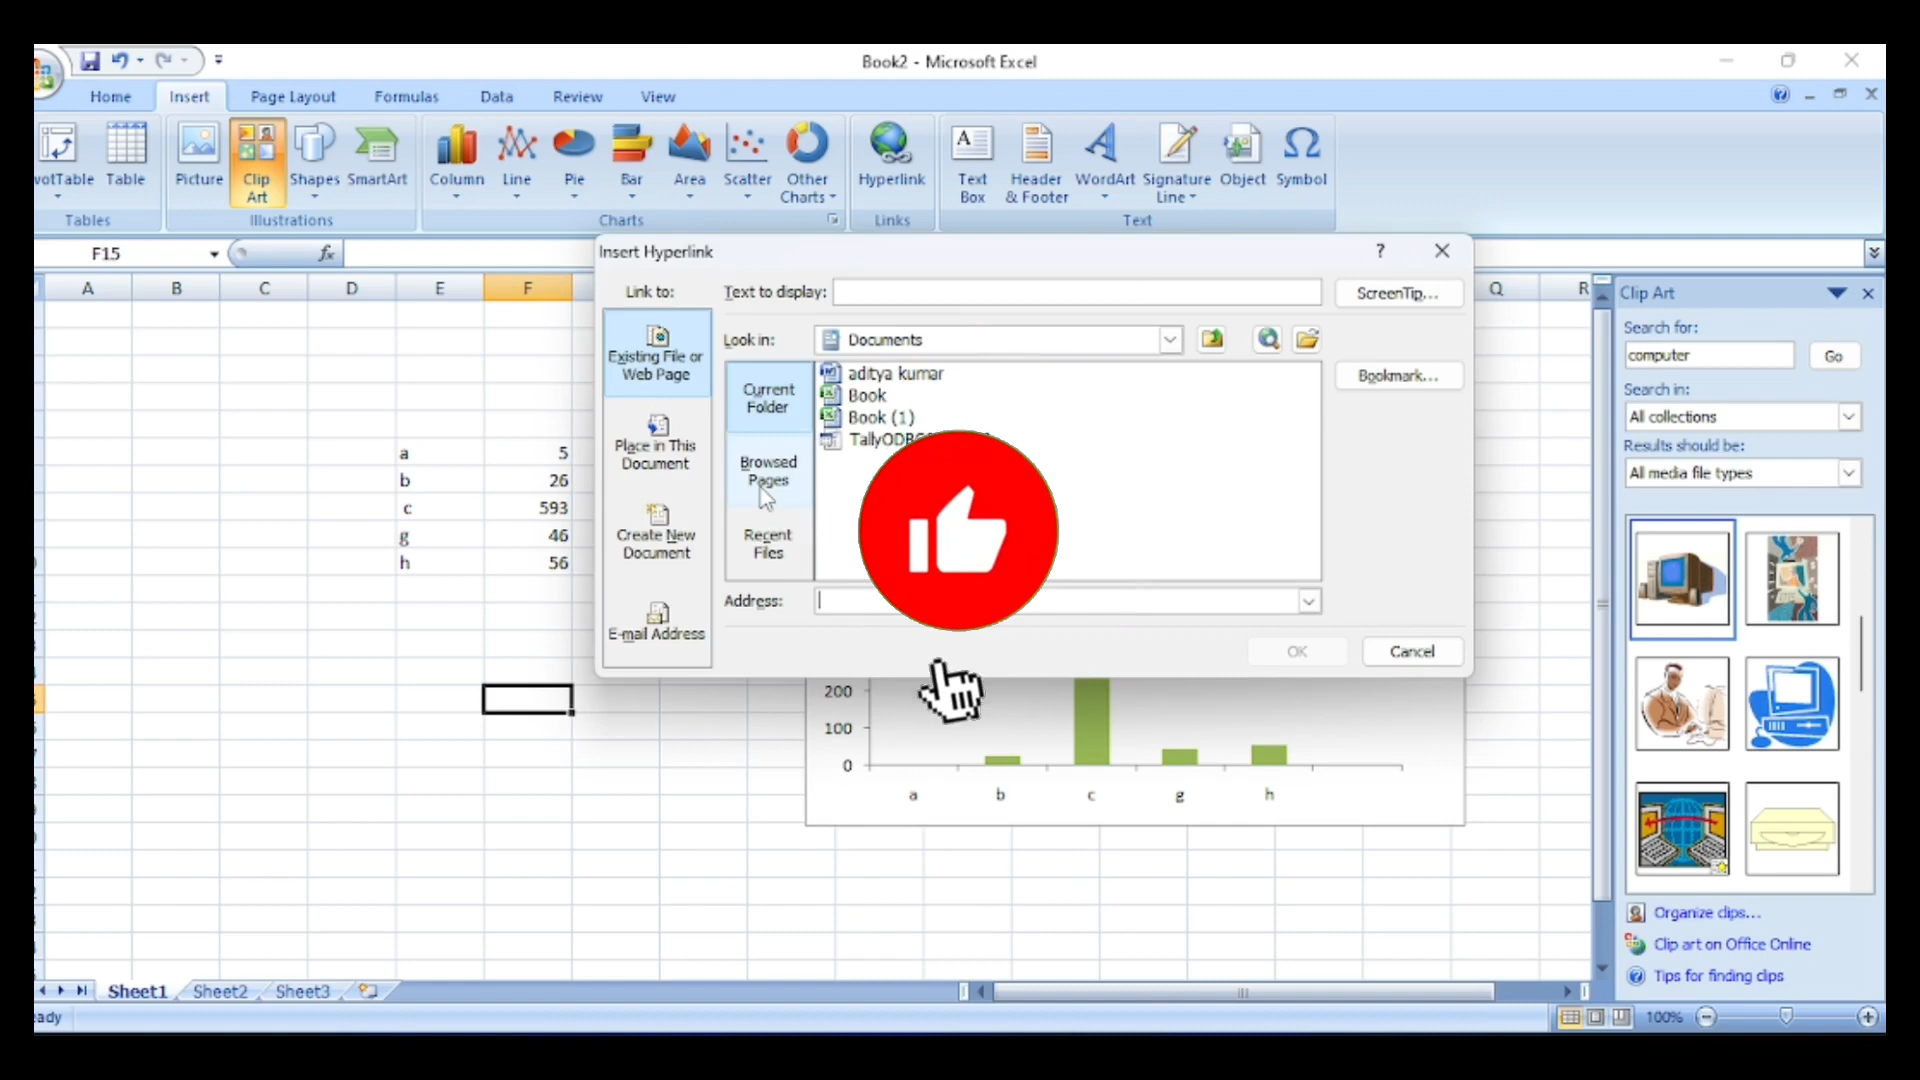 Book2 - Microsoft Excel
Home Insert Page Layout Formulas Data Review View
Table Picture Clip Art Shapes SmartArt Column Line Pie Bar Area Scatter Other Charts Hyperlink Text Box Header & Footer WordArt Signature Line Object Symbol
Tables Illustrations Charts Links Text
F15 fx
A B C D E F Q R
a 5
b 26
c 593
g 46
h 56
Insert Hyperlink ?
Link to: Text to display: ScreenTip...
Existing File or Web Page
Look in: Documents
Current Folder
aditya kumar
Book
Book (1)
Bookmark...
Place in This Document
Browsed Pages
Create New Document
Recent Files
Address:
E-mail Address
OK Cancel
200
100
0
a b c g h
Clip Art
Search for:
computer Go
Search in:
All collections
Results should be:
All media file types
Organize clips...
Clip art on Office Online
Tips for finding clips
Sheet1 Sheet2 Sheet3
100%